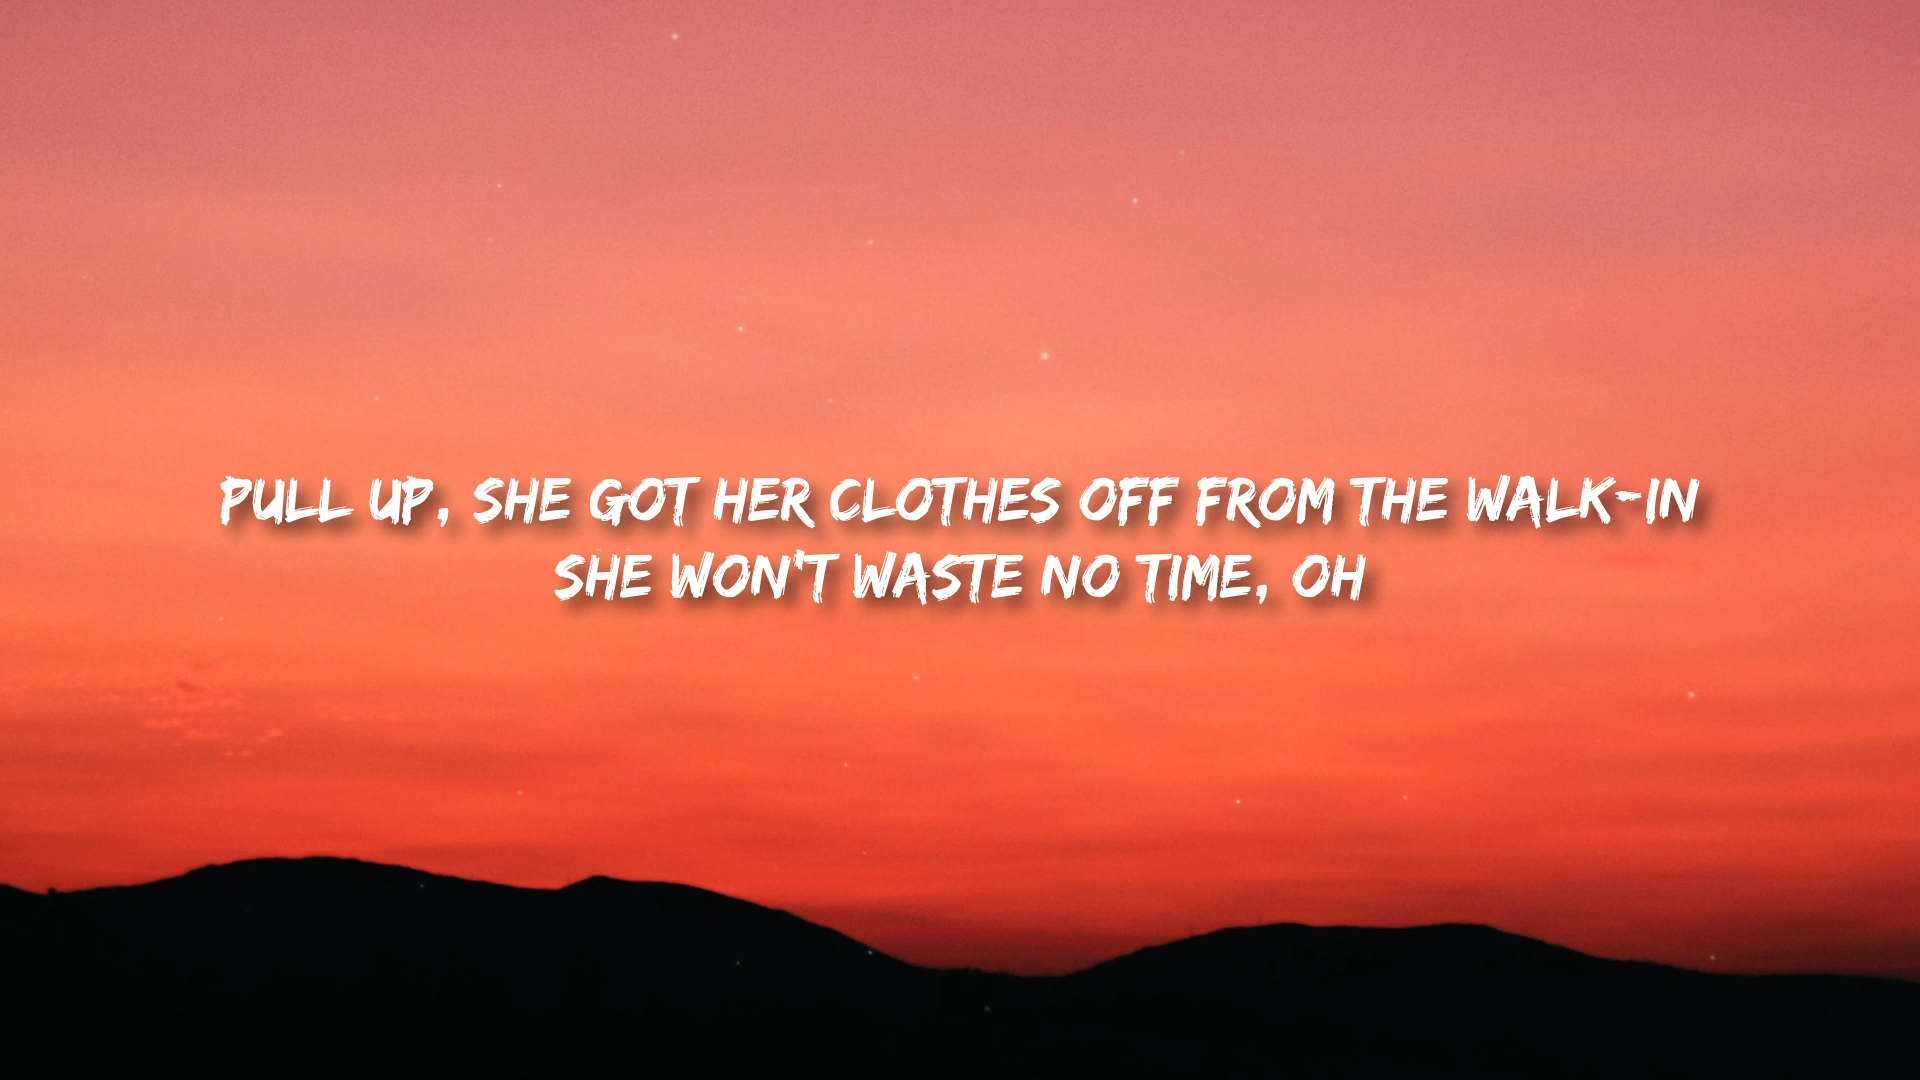 PULL UP, SHE GOT HER CLOTHES OFF FROM THE WALK-IN
SHE WON'T WASTE NO TIME, OH